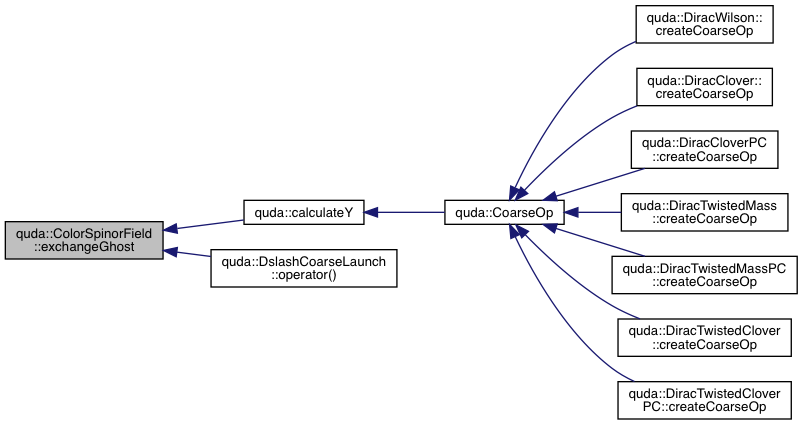 quda::ColorSpinorField
::exchangeGhost
quda::calculateY
quda::DslashCoarseLaunch
::operator()
quda::CoarseOp
quda::DiracWilson::
createCoarseOp
quda::DiracClover::
createCoarseOp
quda::DiracCloverPC
::createCoarseOp
quda::DiracTwistedMass
::createCoarseOp
quda::DiracTwistedMassPC
::createCoarseOp
quda::DiracTwistedClover
::createCoarseOp
quda::DiracTwistedClover
PC::createCoarseOp